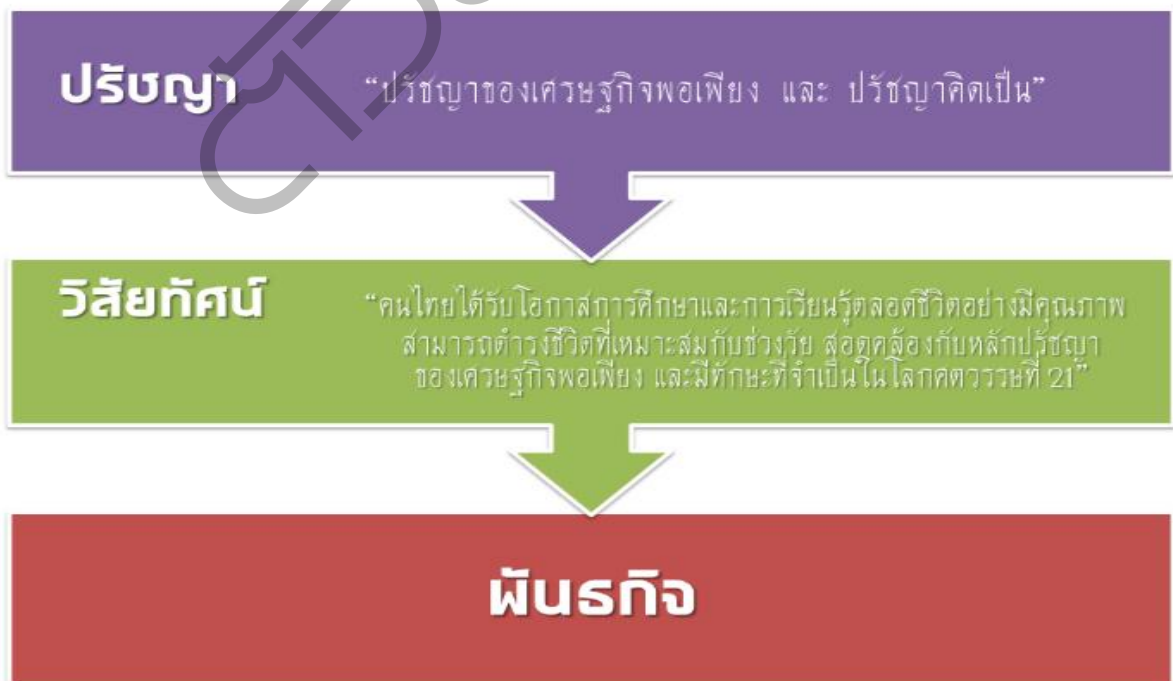 ปรัชญา “ปรัชญาของเศรษฐกิจพอเพียง และ ปรัชญาคิดเป็น”
วิสัยทัศน์ “คนไทยได้รับโอกาสการศึกษาและการเรียนรู้ตลอดชีวิตอย่างมีคุณภาพ
สามารถดำรงชีวิตที่เหมาะสมกับช่วงวัย สอดคล้องกับหลักปรัชญา
ของเศรษฐกิจพอเพียง และมีทักษะที่จำเป็นในโลกศตวรรษที่ 21”
พันธกิจ